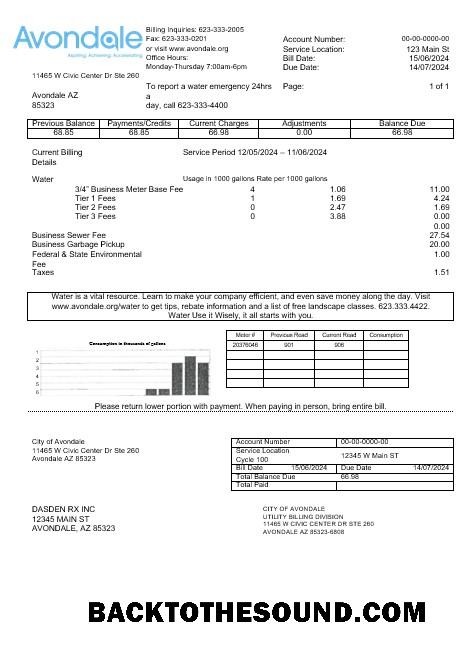 Avondale
Aspiring. Achieving. Accelerating.
Billing Inquiries: 623-333-2005
Fax: 623-333-0201
or visit www.avondale.org
Office Hours:
Monday-Thursday 7:00am-6pm
11465 W Civic Center Dr Ste 260
Avondale AZ
85323
To report a water emergency 24hrs
a
day, call 623-333-4400
Account Number: 00-00-0000-00
Service Location: 123 Main St
Bill Date: 15/06/2024
Due Date: 14/07/2024
Page: 1 of 1
Previous Balance Payments/Credits Current Charges Adjustments Balance Due
68.85 68.85 66.98 0.00 66.98
Current Billing
Details
Service Period 12/05/2024 – 11/06/2024
Water Usage in 1000 gallons Rate per 1000 gallons
3/4" Business Meter Base Fee 4 1.06 11.00
Tier 1 Fees 1 1.69 4.24
Tier 2 Fees 0 2.47 1.69
Tier 3 Fees 0 3.88 0.00
0.00
Business Sewer Fee 27.54
Business Garbage Pickup 20.00
Federal & State Environmental 1.00
Fee
Taxes 1.51
Water is a vital resource. Learn to make your company efficient, and even save money along the day. Visit
www.avondale.org/water to get tips, rebate information and a list of free landscape classes. 623.333.4422.
Water Use it Wisely, it all starts with you.
Consumption in thousands of gallons
1
2
3
4
5
6
Meter # Previous Read Current Read Consumption
20376046 901 906
Please return lower portion with payment. When paying in person, bring entire bill.
City of Avondale
11465 W Civic Center Dr Ste 260
Avondale AZ 85323
Account Number 00-00-0000-00
Service Location
Cycle 100 12345 W Main ST
Bill Date 15/06/2024 Due Date 14/07/2024
Total Balance Due 66.98
Total Paid
DASDEN RX INC
12345 MAIN ST
AVONDALE, AZ 85323
CITY OF AVONDALE
UTILITY BILLING DIVISION
11465 W CIVIC CENTER DR STE 260
AVONDALE AZ 85323-6808
BACKTOTHESOUND.COM